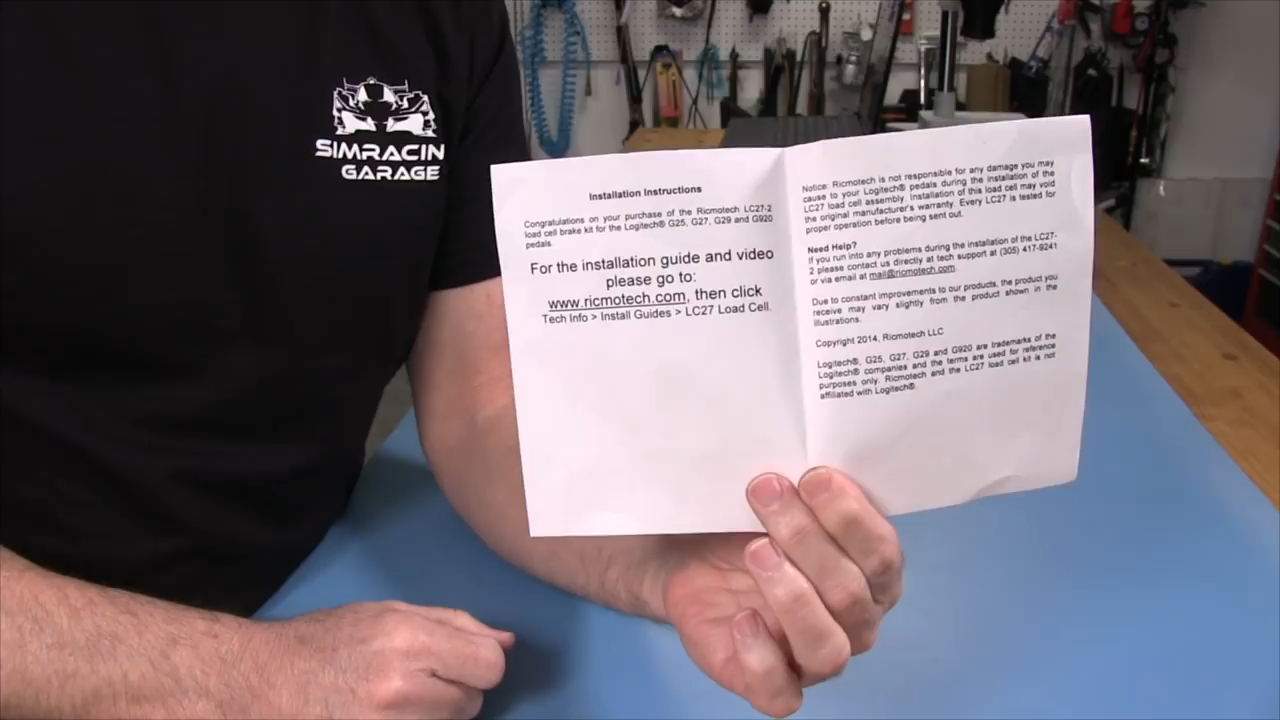 SIMRACIN
GARAGE
Installation Instructions
Congratulations on your purchase of the Ricmotech LC27-2
load cell brake kit for the Logitech® G25, G27, G29 and G920
pedals.
For the installation guide and video
please go to:
www.ricmotech.com, then click
Tech Info > Install Guides > LC27 Load Cell.
Notice: Ricmotech is not responsible for any damage you may
cause to your Logitech® pedals during the installation of the
LC27 load cell assembly. Installation of this load cell may void
the original manufacturer's warranty. Every LC27 is tested for
proper operation before being sent out.
Need Help?
If you run into any problems during the installation of the LC27-
2 please contact us directly at tech support at (305) 417-9241
or via email at mail@ricmotech.com.
Due to constant improvements to our products, the product you
receive may vary slightly from the product shown in the
illustrations.
Copyright 2014, Ricmotech LLC
Logitech®, G25, G27, G29 and G920 are trademarks of the
Logitech® companies and the terms are used for reference
purposes only. Ricmotech and the LC27 load cell kit is not
affiliated with Logitech®.